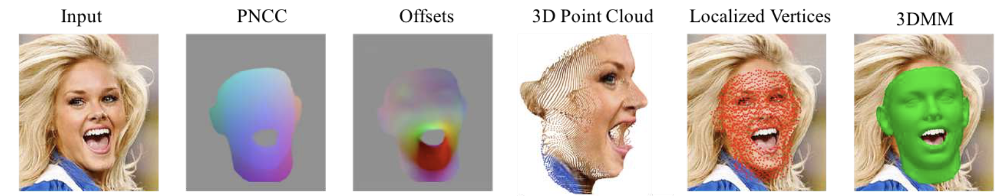 Input
PNCC
Offsets
3D Point Cloud
Localized Vertices
3DMM